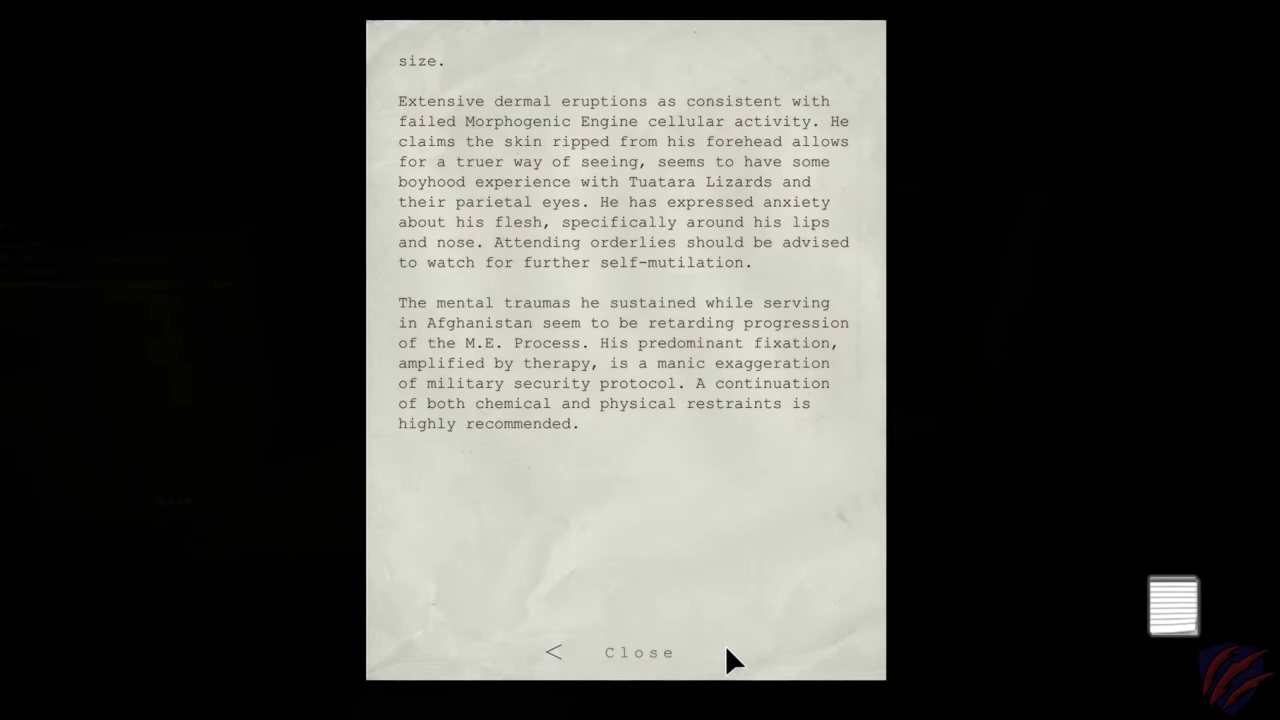 size.
Extensive dermal eruptions as consistent with
failed Morphogenic Engine cellular activity. He
claims the skin ripped from his forehead allows
for a truer way of seeing, seems to have some
boyhood experience with Tuatara Lizards and
their parietal eyes. He has expressed anxiety
about his flesh, specifically around his lips
and nose. Attending orderlies should be advised
to watch for further self-mutilation.
The mental traumas he sustained while serving
in Afghanistan seem to be retarding progression
of the M.E. Process. His predominant fixation,
amplified by therapy, is a manic exaggeration
of military security protocol. A continuation
of both chemical and physical restraints is
highly recommended.
< Close